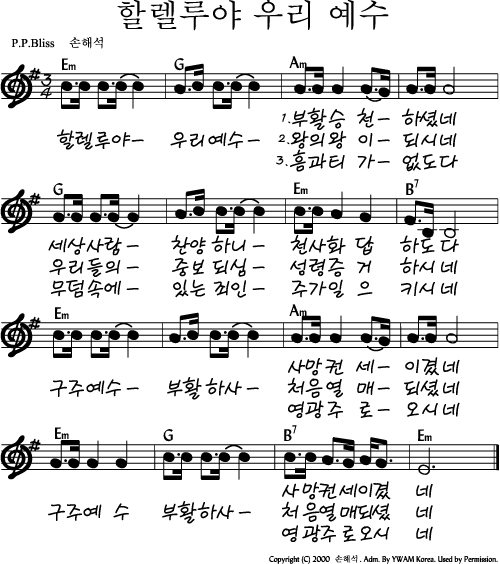 할렐루야 우리 예수
P.P.Bliss 손해석
Em G Am
3/4
1.부활승 천- 하셨네
할렐루야- 우리예수- 2.왕의왕 이- 되시네
3.흠과티 가- 없도다
G Em B7
세상사람- 찬양하니- 천사화 답 하도다
우리들의- 중보되심- 성령증 거 하시네
무덤속에- 있는죄인- 주가일 으 키시네
Em Am
사망권 세- 이겼네
구주예수- 부활하사- 처음열 매- 되셨네
영광주 로- 오시네
Em G B7 Em
사망권세이겼 네
구주예 수 부활하사- 처음열매되셨 네
영광주로오시 네
Copyright (C) 2000 손해석. Adm. By YWAM Korea. Used by Permission.